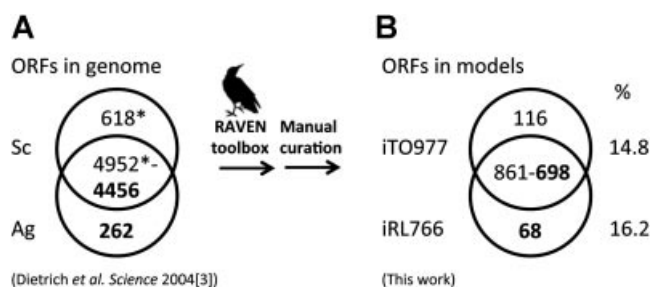 A
ORFs in genome
618*
Sc
4952*-
4456
Ag
262
(Dietrich et al. Science 2004[3])
RAVEN
toolbox
Manual
curation
B
ORFs in models
%
116
iTO977
14.8
861-698
iRL766
68
16.2
(This work)